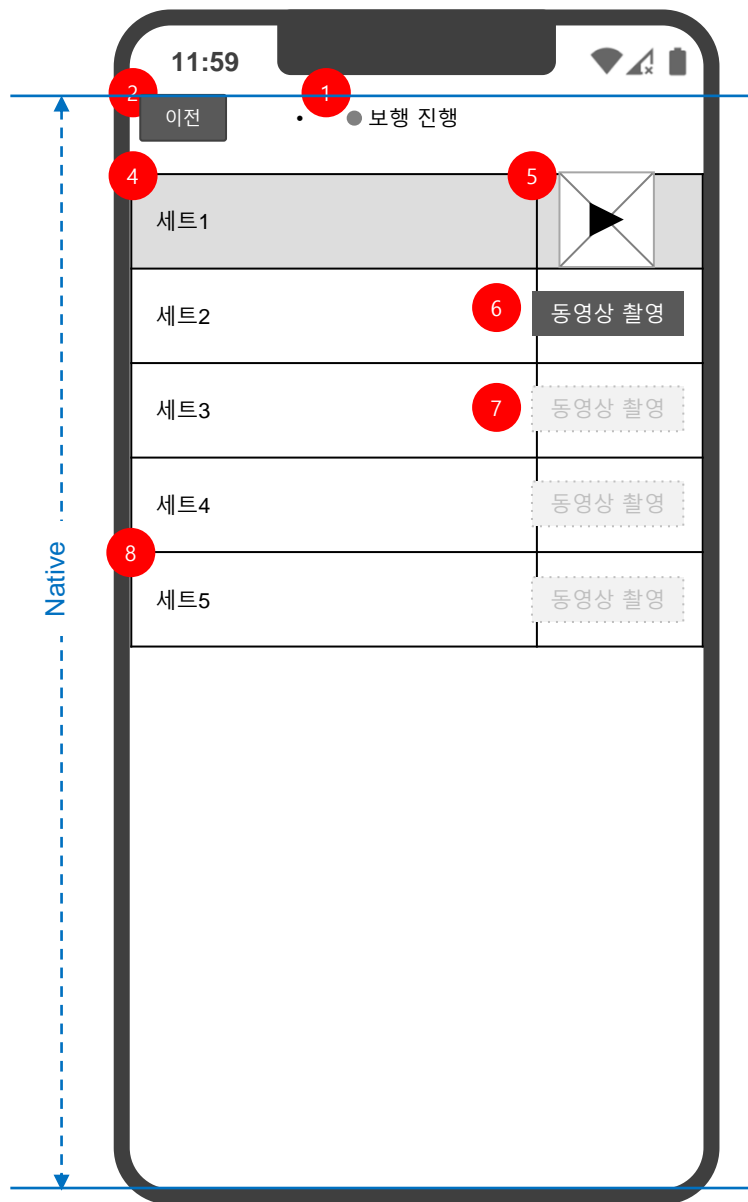 11:59
2
1
이전
• ● 보행 진행
4
5
세트1
세트2
6
동영상 촬영
세트3
7
동영상 촬영
세트4
동영상 촬영
8
세트5
동영상 촬영
Native